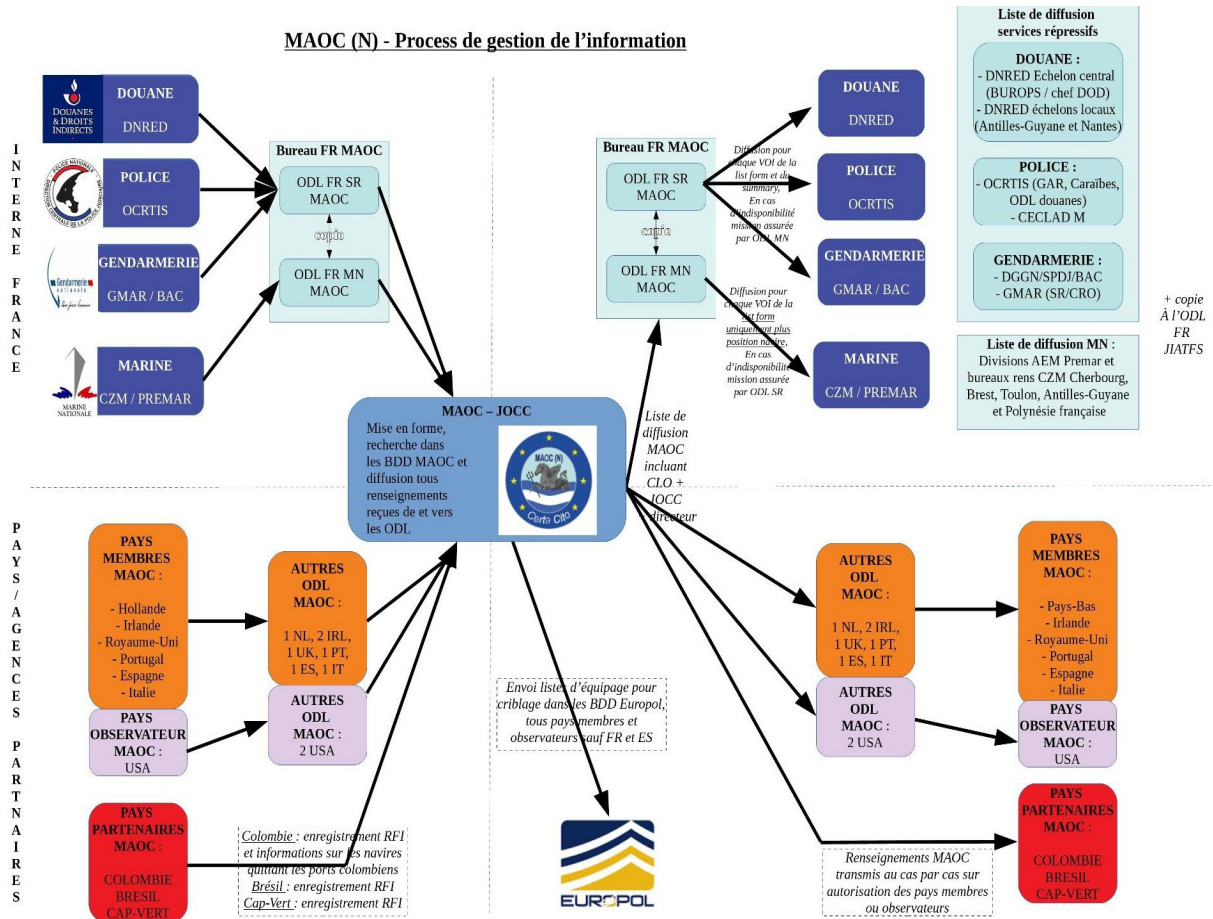 MAOC (N) - Process de gestion de l'information
INTERNE FRANCE
DOUANES
& DROITS
INDIRECTS
DOUANE
DNRED
POLICE NATIONALE
POLICE
OCRTIS
Gendarmerie
nationale
GENDARMERIE
GMAR / BAC
MARINE NATIONALE
MARINE
CZM / PREMAR
Bureau FR MAOC
ODL FR SR
MAOC
copie
ODL FR MN
MAOC
Bureau FR MAOC
ODL FR SR
MAOC
copie
ODL FR MN
MAOC
Diffusion pour
chaque VOI de la
list form et du
summary,
En cas
d'indisponibilité
mission assurée
par ODL MN
Diffusion pour
chaque VOI de la
list form
uniquement plus
position navire,
En cas
d'indisponibilité
mission assurée
par ODL SR
DOUANE
DNRED
POLICE
OCRTIS
GENDARMERIE
GMAR / BAC
MARINE
CZM / PREMAR
Liste de diffusion
services répressifs
DOUANE :
- DNRED Echelon central
(BUROPS / chef DOD)
- DNRED échelons locaux
(Antilles-Guyane et Nantes)
POLICE :
- OCRTIS (GAR, Caraïbes,
ODL douanes)
- CECLAD M
GENDARMERIE :
- DGGN/SPDJ/BAC
- GMAR (SR/CRO)
Liste de diffusion MN :
Divisions AEM Premar et
bureaux rens CZM Cherbourg,
Brest, Toulon, Antilles-Guyane
et Polynésie française
+ copie
À l'ODL
FR
JIATFS
MAOC – JOCC
Mise en forme,
recherche dans
les BDD MAOC et
diffusion tous
renseignements
reçues de et vers
les ODL
MAOC (N)
Certa Cito
Liste de
diffusion
MAOC
incluant
CLO +
JOCC
directeur
PAYS/AGENCES PARTNAIRES
PAYS
MEMBRES
MAOC :
- Hollande
- Irlande
- Royaume-Uni
- Portugal
- Espagne
- Italie
PAYS
OBSERVATEUR
MAOC :
USA
PAYS
PARTENAIRES
MAOC :
COLOMBIE
BRESIL
CAP-VERT
AUTRES
ODL
MAOC :
1 NL, 2 IRL,
1 UK, 1 PT,
1 ES, 1 IT
AUTRES
ODL
MAOC :
2 USA
Colombie : enregistrement RFI
et informations sur les navires
quittant les ports colombiens
Brésil : enregistrement RFI
Cap-Vert : enregistrement RFI
Envoi listes d'équipage pour
criblage dans les BDD Europol,
tous pays membres et
observateurs sauf FR et ES
EUROPOL
AUTRES
ODL
MAOC :
1 NL, 2 IRL,
1 UK, 1 PT,
1 ES, 1 IT
AUTRES
ODL
MAOC :
2 USA
Renseignements MAOC
transmis au cas par cas sur
autorisation des pays membres
ou observateurs
PAYS
MEMBRES
MAOC :
- Pays-Bas
- Irlande
- Royaume-Uni
- Portugal
- Espagne
- Italie
PAYS
OBSERVATEUR
MAOC :
USA
PAYS
PARTENAIRES
MAOC :
COLOMBIE
BRESIL
CAP-VERT